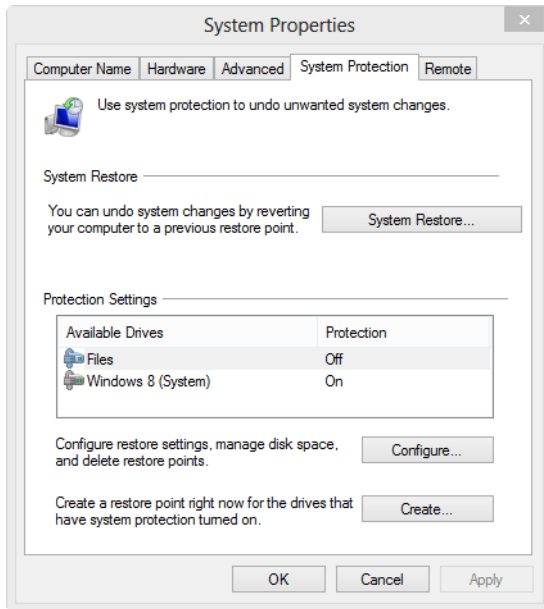 System Properties
Computer Name Hardware Advanced System Protection Remote
Use system protection to undo unwanted system changes.
System Restore
You can undo system changes by reverting
your computer to a previous restore point.
System Restore...
Protection Settings
Available Drives Protection
Files Off
Windows 8 (System) On
Configure restore settings, manage disk space,
and delete restore points.
Configure...
Create a restore point right now for the drives that
have system protection turned on.
Create...
OK Cancel Apply